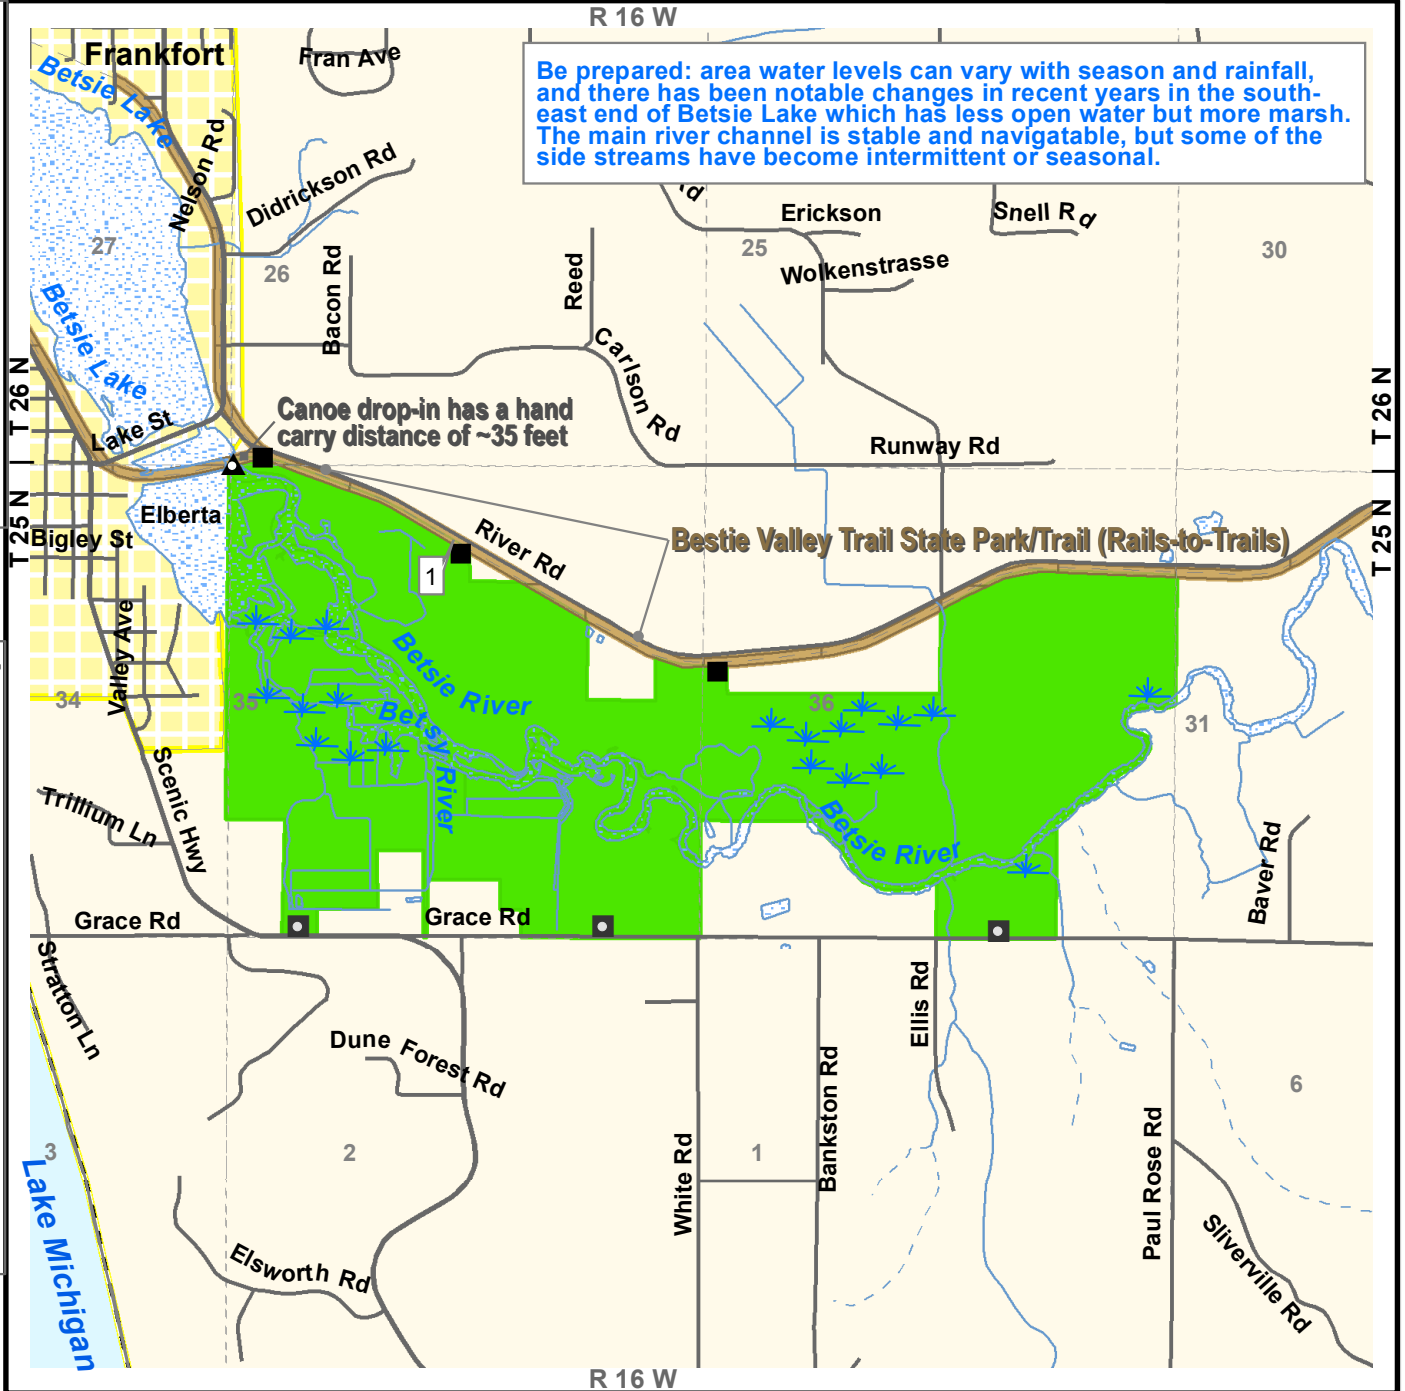 R 16 W
Frankfort
Fran Ave
Betsie Lake
Be prepared: area water levels can vary with season and rainfall,
and there has been notable changes in recent years in the south-
east end of Betsie Lake which has less open water but more marsh.
The main river channel is stable and navigatable, but some of the
side streams have become intermittent or seasonal.
Nelson Rd
Didrickson Rd
Rd
Erickson
Snell Rd
27
26
25
30
Wolkenstrasse
Bacon Rd
Reed
Betsie Lake
Carlson Rd
T 26 N
T 26 N
Lake St
Canoe drop-in has a hand
carry distance of ~35 feet
Runway Rd
T 25 N
T 25 N
Elberta
Bigley St
River Rd
Bestie Valley Trail State Park/Trail (Rails-to-Trails)
1
Valley Ave
Betsie River
34
35
36
31
Betsy River
Scenic Hwy
Trillium Ln
Betsie River
Baver Rd
Grace Rd
Grace Rd
Stratton Ln
Ellis Rd
Dune Forest Rd
Bankston Rd
6
3
2
1
White Rd
Paul Rose Rd
Lake Michigan
Elsworth Rd
Sliverville Rd
R 16 W